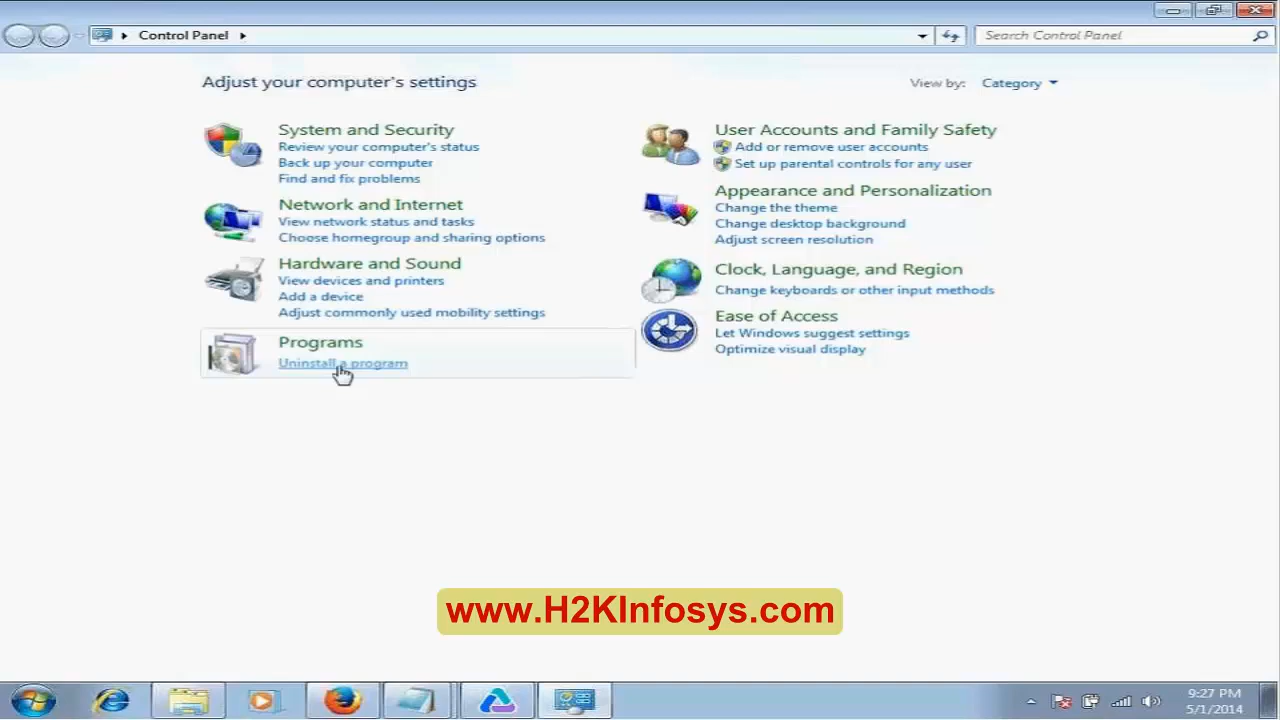 Control Panel
Search Control Panel
Adjust your computer's settings
View by: Category
System and Security
Review your computer's status
Back up your computer
Find and fix problems
Network and Internet
View network status and tasks
Choose homegroup and sharing options
Hardware and Sound
View devices and printers
Add a device
Adjust commonly used mobility settings
Programs
Uninstall a program
User Accounts and Family Safety
Add or remove user accounts
Set up parental controls for any user
Appearance and Personalization
Change the theme
Change desktop background
Adjust screen resolution
Clock, Language, and Region
Change keyboards or other input methods
Ease of Access
Let Windows suggest settings
Optimize visual display
www.H2KInfosys.com
9:27 PM
5/1/2014